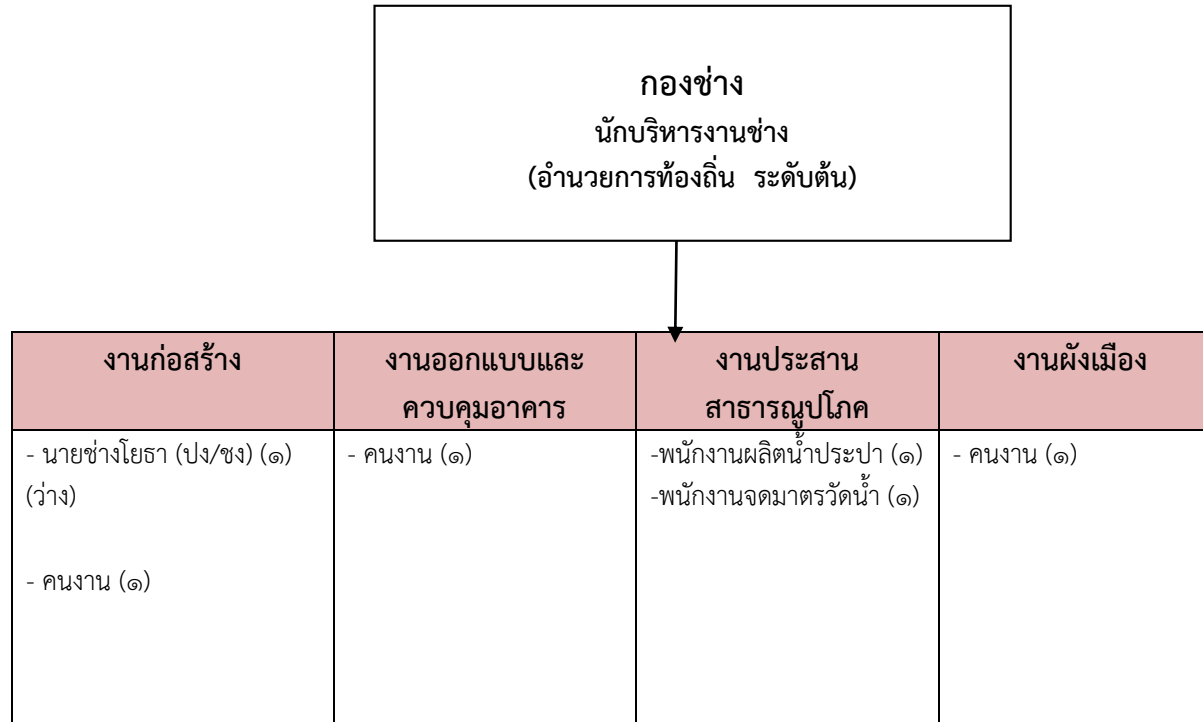 กองช่าง
นักบริหารงานช่าง
(อำนวยการท้องถิ่น ระดับต้น)
งานก่อสร้าง
- นายช่างโยธา (ปง/ชง) (๑)
(ว่าง)
- คนงาน (๑)
งานออกแบบและ
ควบคุมอาคาร
- คนงาน (๑)
งานประสาน
สาธารณูปโภค
-พนักงานผลิตน้ำประปา (๑)
-พนักงานจดมาตรวัดน้ำ (๑)
งานผังเมือง
- คนงาน (๑)